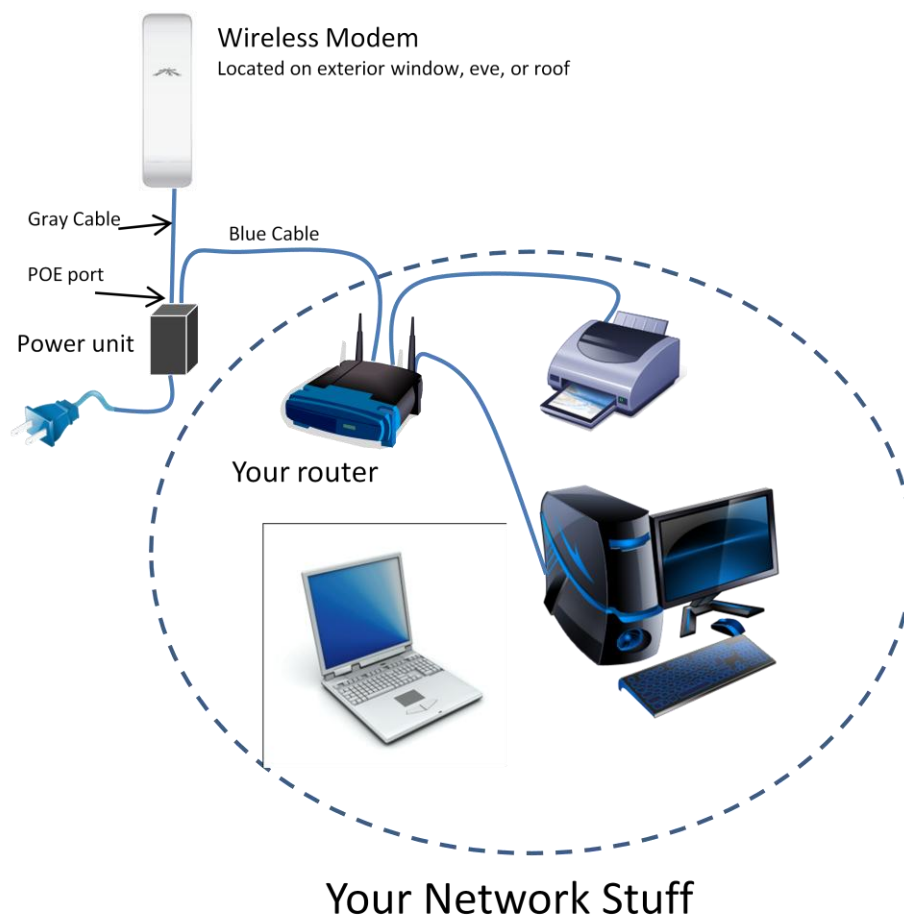 Wireless Modem
Located on exterior window, eve, or roof
Gray Cable
Blue Cable
POE port
Power unit
Your router
Your Network Stuff